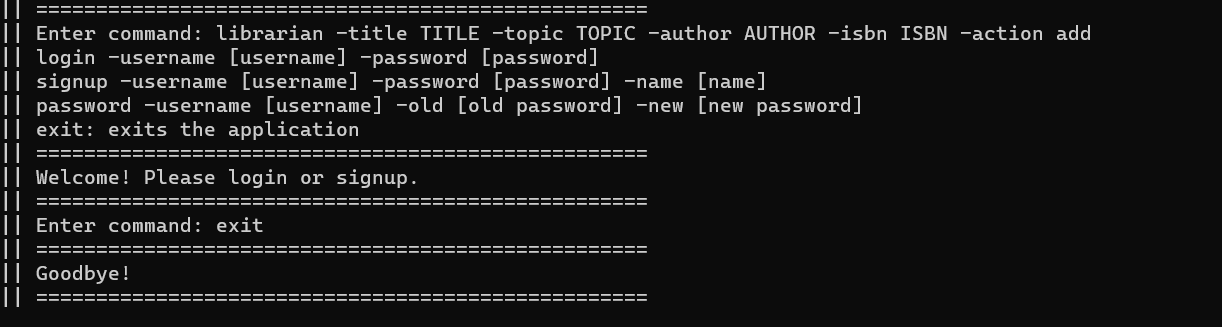 || ===================================================
|| Enter command: librarian -title TITLE -topic TOPIC -author AUTHOR -isbn ISBN -action add
|| login -username [username] -password [password]
|| signup -username [username] -password [password] -name [name]
|| password -username [username] -old [old password] -new [new password]
|| exit: exits the application
|| ===================================================
|| Welcome! Please login or signup.
|| ===================================================
|| Enter command: exit
|| ===================================================
|| Goodbye!
|| ===================================================